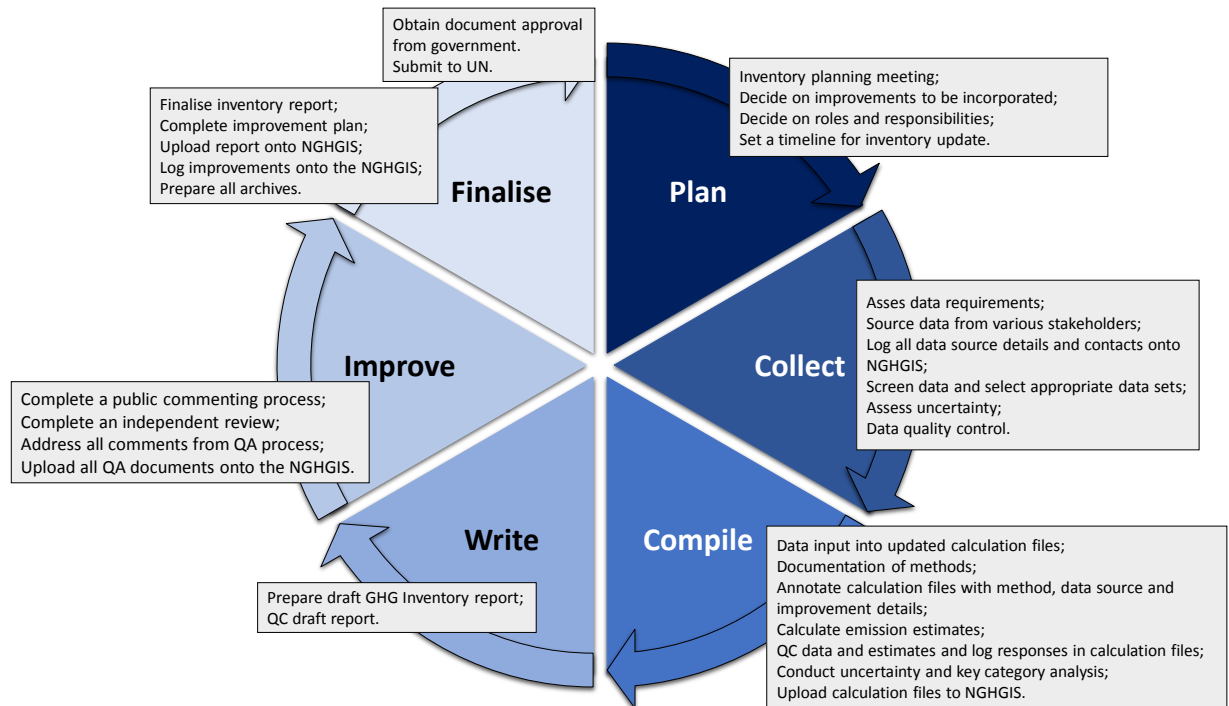 Obtain document approval
from government.
Submit to UN.
Inventory planning meeting;
Decide on improvements to be incorporated;
Decide on roles and responsibilities;
Set a timeline for inventory update.
Finalise inventory report;
Complete improvement plan;
Upload report onto NGHGIS;
Log improvements onto the NGHGIS;
Prepare all archives.
Finalise
Plan
Asses data requirements;
Source data from various stakeholders;
Log all data source details and contacts onto
NGHGIS;
Screen data and select appropriate data sets;
Assess uncertainty;
Data quality control.
Improve
Collect
Complete a public commenting process;
Complete an independent review;
Address all comments from QA process;
Upload all QA documents onto the NGHGIS.
Write
Compile
Data input into updated calculation files;
Documentation of methods;
Annotate calculation files with method, data source and
improvement details;
Calculate emission estimates;
QC data and estimates and log responses in calculation files;
Conduct uncertainty and key category analysis;
Upload calculation files to NGHGIS.
Prepare draft GHG Inventory report;
QC draft report.